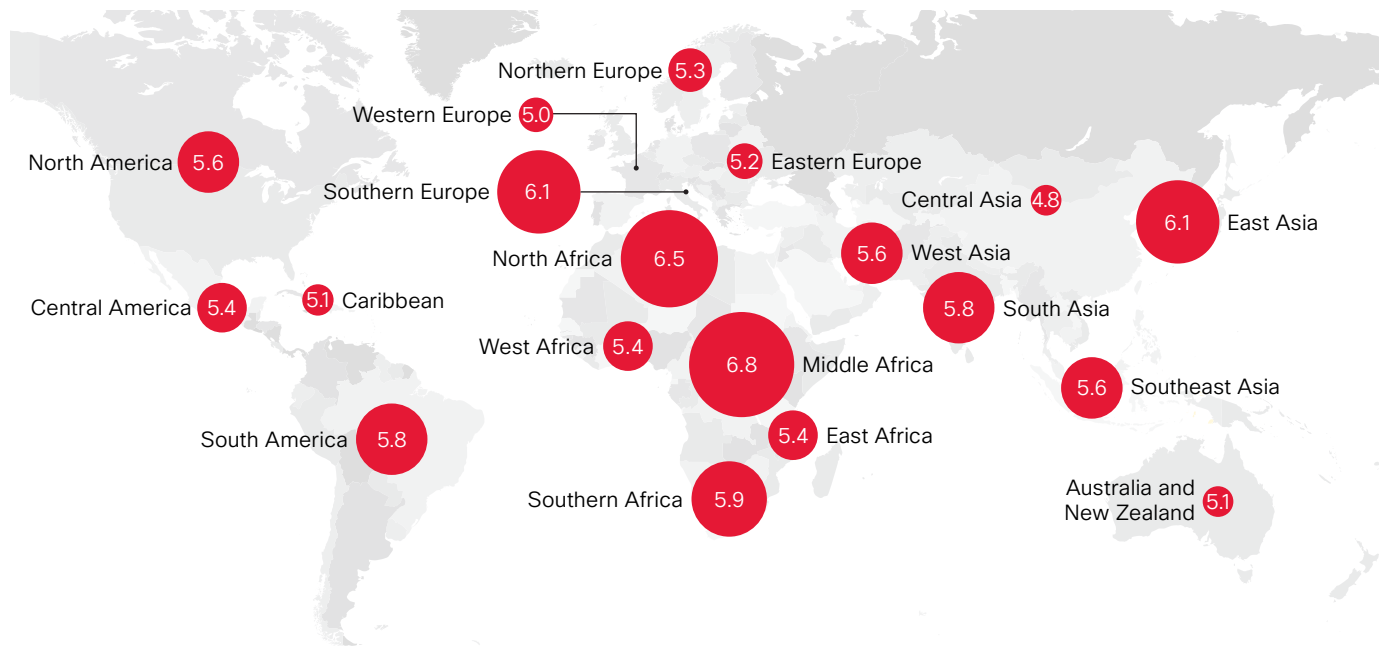 Northern Europe 5.3
Western Europe 5.0
North America 5.6
5.2 Eastern Europe
Southern Europe 6.1
Central Asia 4.8
6.1 East Asia
North Africa 6.5
5.6 West Asia
Central America 5.4
5.1 Caribbean
5.8 South Asia
West Africa 5.4
6.8 Middle Africa
5.6 Southeast Asia
South America 5.8
5.4 East Africa
Southern Africa 5.9
Australia and
New Zealand 5.1